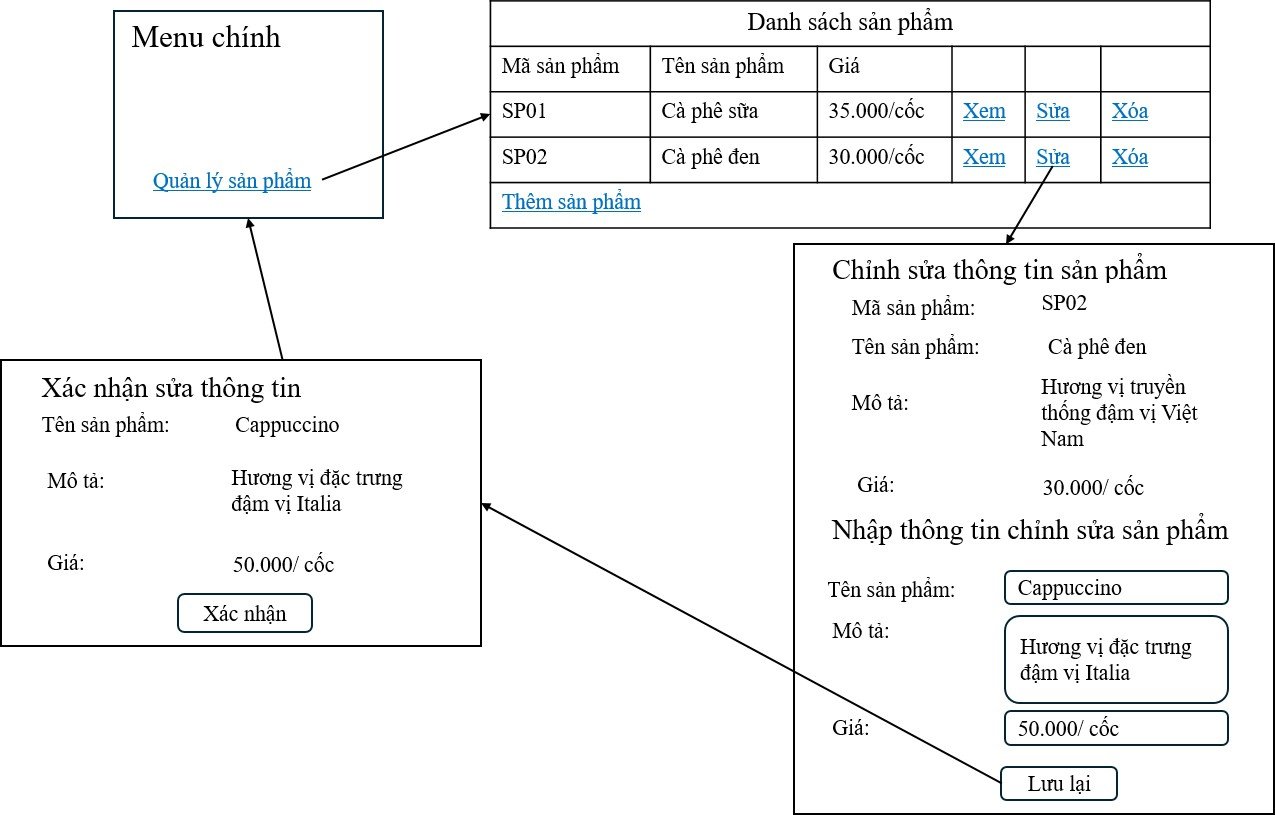 Menu chính
Quản lý sản phẩm
Danh sách sản phẩm
Mã sản phẩm Tên sản phẩm Giá
SP01 Cà phê sữa 35.000/cốc Xem Sửa Xóa
SP02 Cà phê đen 30.000/cốc Xem Sửa Xóa
Thêm sản phẩm
Chỉnh sửa thông tin sản phẩm
Mã sản phẩm: SP02
Tên sản phẩm: Cà phê đen
Mô tả: Hương vị truyền
thống đậm vị Việt
Nam
Giá: 30.000/ cốc
Nhập thông tin chỉnh sửa sản phẩm
Tên sản phẩm: Cappuccino
Mô tả: Hương vị đặc trưng
đậm vị Italia
Giá: 50.000/ cốc
Lưu lại
Xác nhận sửa thông tin
Tên sản phẩm: Cappuccino
Mô tả: Hương vị đặc trưng
đậm vị Italia
Giá: 50.000/ cốc
Xác nhận